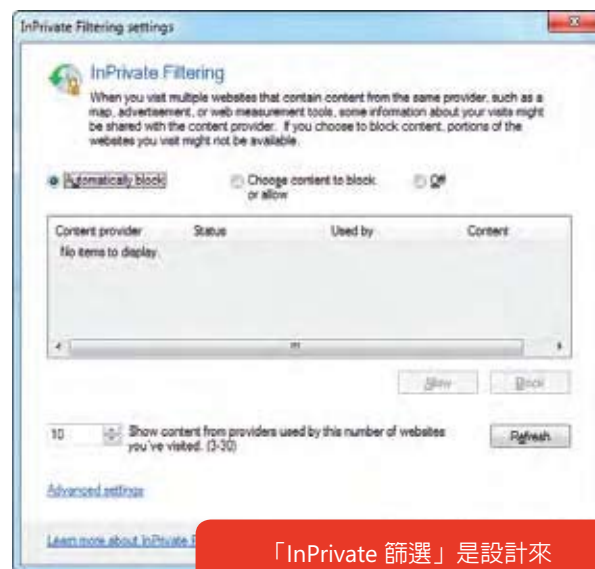 InPrivate Filtering settings
InPrivate Filtering
When you visit multiple websites that contain content from the same provider, such as a
map, advertisement, or web measurement tools, some information about your visits might
be shared with the content provider. If you choose to block content, portions of the
websites you visit might not be available.
Automatically block
Choose content to block
or allow
Off
Content provider Status Used by Content
No items to display
Allow Block
10 Show content from providers used by this number of websites
you've visited. (3-30)
Refresh
Advanced settings
Learn more about InPrivate
「InPrivate 篩選」是設計來